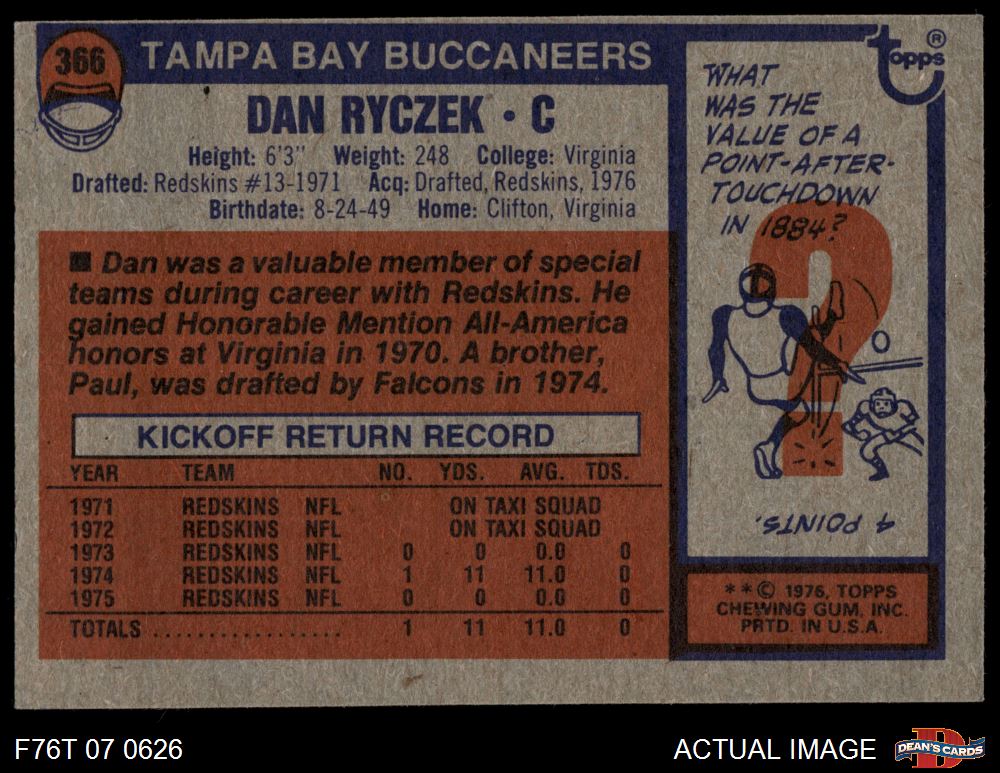 366
TAMPA BAY BUCCANEERS
DAN RYCZEK • C
Height: 6'3" Weight: 248 College: Virginia
Drafted: Redskins #13-1971 Acq: Drafted, Redskins, 1976
Birthdate: 8-24-49 Home: Clifton, Virginia
■ Dan was a valuable member of special
teams during career with Redskins. He
gained Honorable Mention All-America
honors at Virginia in 1970. A brother,
Paul, was drafted by Falcons in 1974.
KICKOFF RETURN RECORD
YEAR TEAM NO. YDS. AVG. TDS.
1971 REDSKINS NFL ON TAXI SQUAD
1972 REDSKINS NFL ON TAXI SQUAD
1973 REDSKINS NFL 0 0 0.0 0
1974 REDSKINS NFL 1 11 11.0 0
1975 REDSKINS NFL 0 0 0.0 0
TOTALS .................. 1 11 11.0 0
Topps®
WHAT
WAS THE
VALUE OF A
POINT-AFTER-
TOUCHDOWN
IN 1884?
?
4 POINTS.
**© 1976, TOPPS
CHEWING GUM, INC.
PRTD. IN U.S.A.
F76T 07 0626
ACTUAL IMAGE
D
DEAN'S CARDS